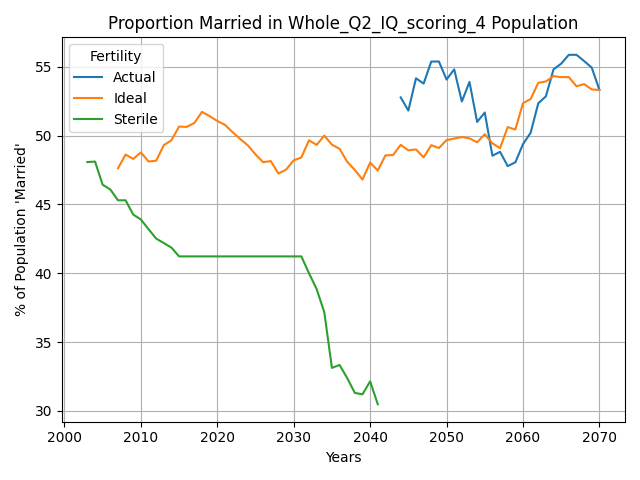 Proportion Married in Whole_Q2_IQ_scoring_4 Population
Fertility
Actual
Ideal
Sterile
% of Population 'Married'
55
50
45
40
35
30
2000 2010 2020 2030 2040 2050 2060 2070
Years